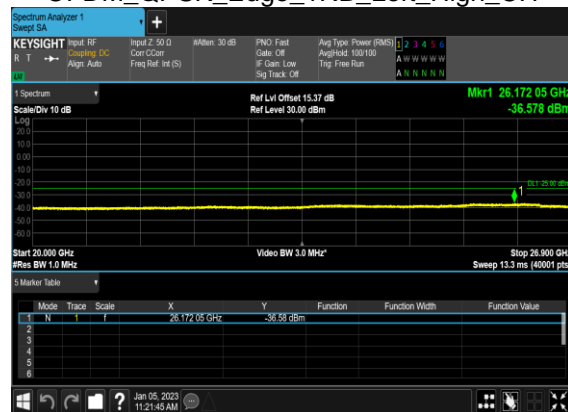 Spectrum Analyzer 1
Swept SA
KEYSIGHT
R T
Input: RF
Coupling: DC
Align: Auto
Input Z: 50 Ω
Corr CCorr
Freq Ref: Int (S)
#Atten: 30 dB
PNO: Fast
Gate: Off
IF Gain: Low
Sig Track: Off
Avg Type: Power (RMS)
Avg|Hold: 100/100
Trig: Free Run
1 2 3 4 5 6
A W W W W W
A N N N N N
1 Spectrum
Scale/Div 10 dB
Ref Lvl Offset 15.37 dB
Ref Level 30.00 dBm
Mkr1 26.172 05 GHz
-36.578 dBm
Log
20.0
10.0
0.00
-10.0
-20.0
-30.0
-40.0
-50.0
-60.0
DL1 -25.00 dBm
1
Start 20.000 GHz
#Res BW 1.0 MHz
Video BW 3.0 MHz*
Stop 26.900 GHz
Sweep 13.3 ms (40001 pts)
5 Marker Table
Mode Trace Scale X Y Function Function Width Function Value
1 N 1 f 26.172 05 GHz -36.58 dBm
2
3
4
5
6
?
Jan 05, 2023
11:21:45 AM